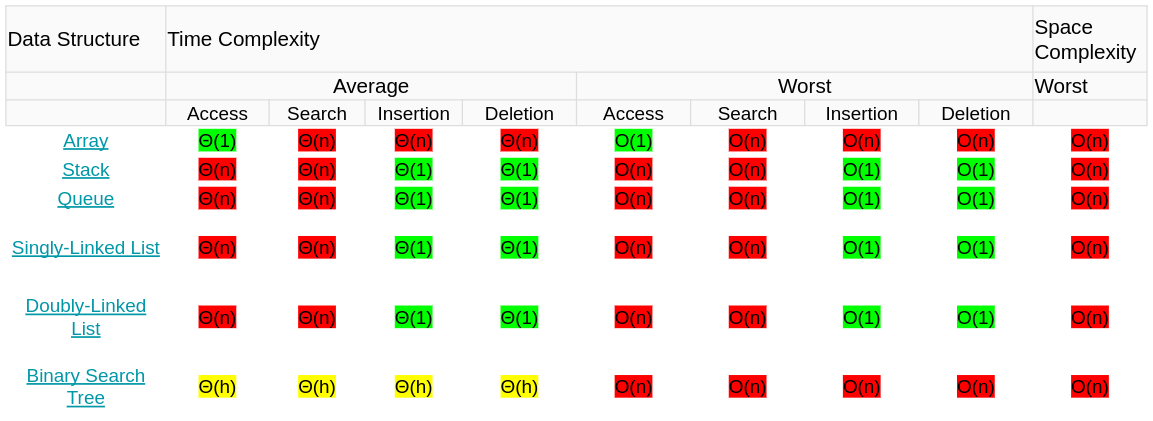 Data Structure Time Complexity Space
Complexity
Average Worst Worst
Access Search Insertion Deletion Access Search Insertion Deletion
Array Θ(1) Θ(n) Θ(n) Θ(n) O(1) O(n) O(n) O(n) O(n)
Stack Θ(n) Θ(n) Θ(1) Θ(1) O(n) O(n) O(1) O(1) O(n)
Queue Θ(n) Θ(n) Θ(1) Θ(1) O(n) O(n) O(1) O(1) O(n)
Singly-Linked List Θ(n) Θ(n) Θ(1) Θ(1) O(n) O(n) O(1) O(1) O(n)
Doubly-Linked
List Θ(n) Θ(n) Θ(1) Θ(1) O(n) O(n) O(1) O(1) O(n)
Binary Search
Tree Θ(h) Θ(h) Θ(h) Θ(h) O(n) O(n) O(n) O(n) O(n)